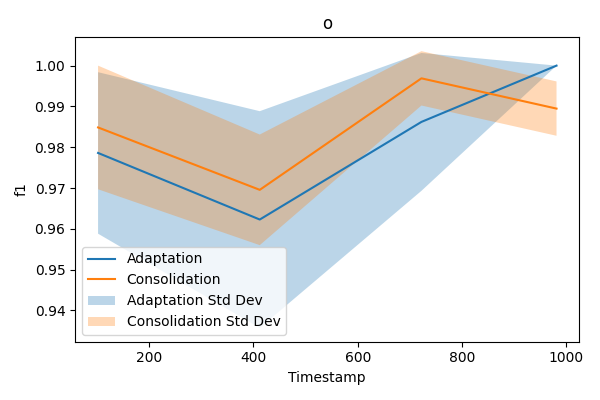 o
f1
1.00
0.99
0.98
0.97
0.96
0.95
0.94
Adaptation
Consolidation
Adaptation Std Dev
Consolidation Std Dev
200 400 600 800 1000
Timestamp